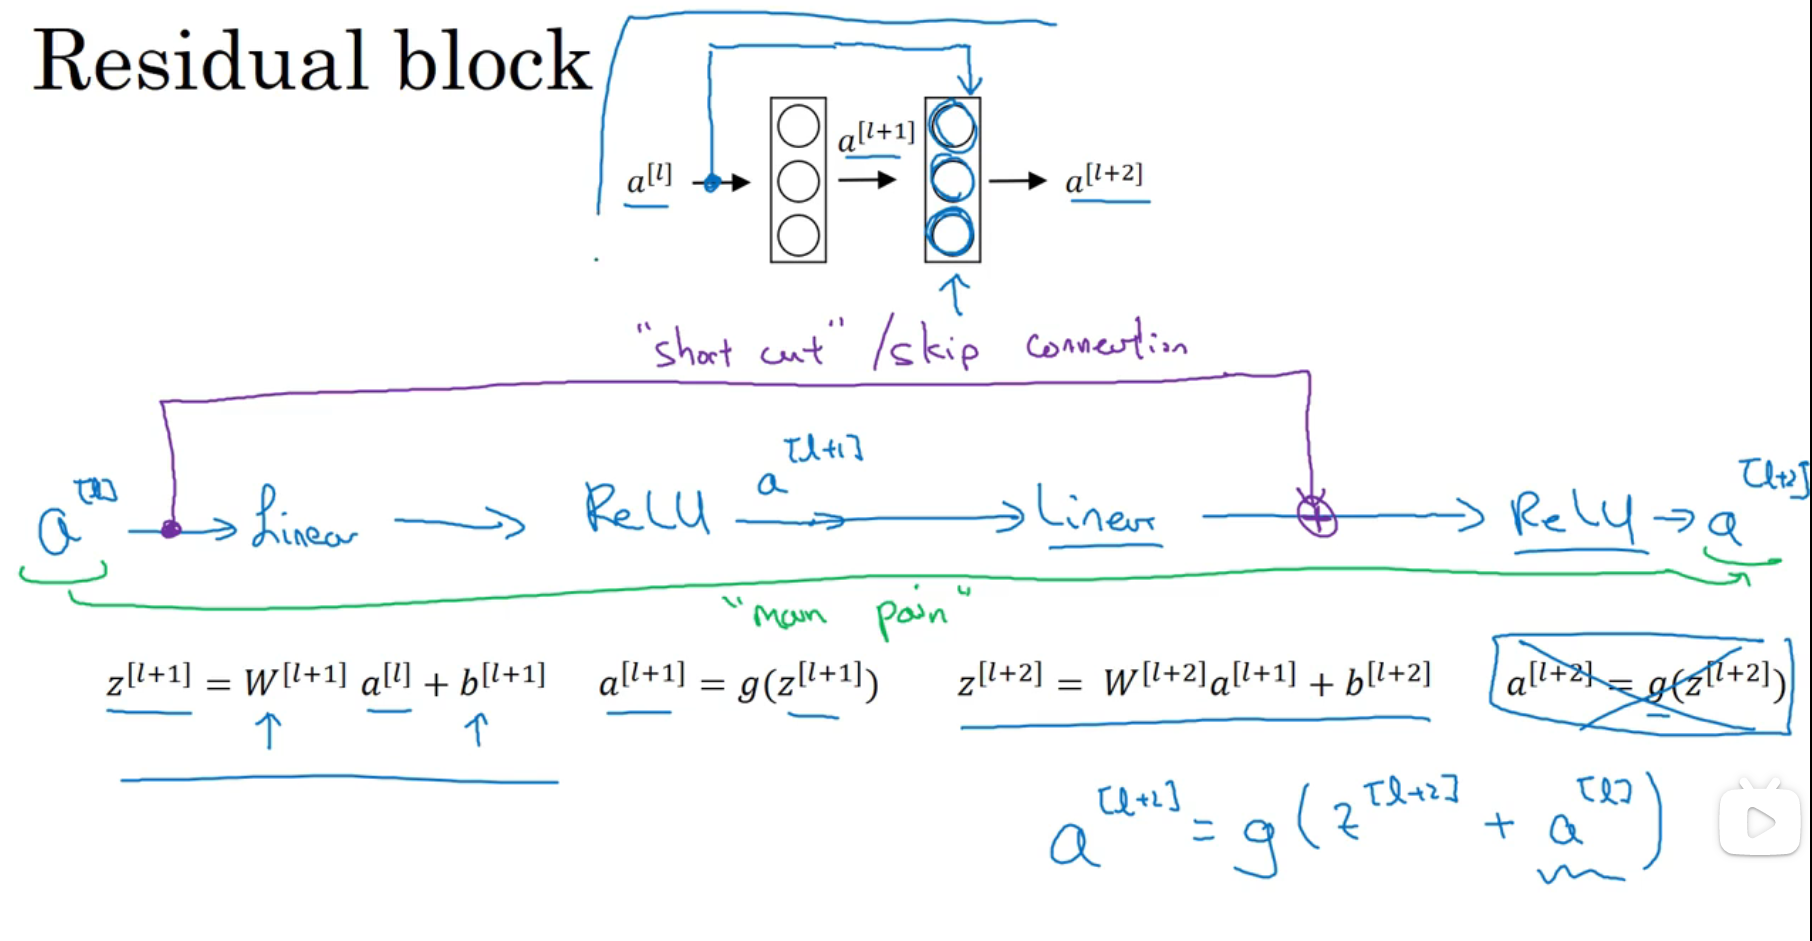 Residual block
a^[l]
a^[l+1]
a^[l+2]
"short cut" / skip connection
a^[l] → Linear → ReLU → a^[l+1] → Linear → + → ReLU → a^[l+2]
"main
z^[l+1] = W^[l+1] a^[l] + b^[l+1] a^[l+1] = g(z^[l+1]) z^[l+2] = W^[l+2] a^[l+1] + b^[l+2] a^[l+2] = g(z^[l+2])
a^[l+2] = g(z^[l+2] + a^[l])